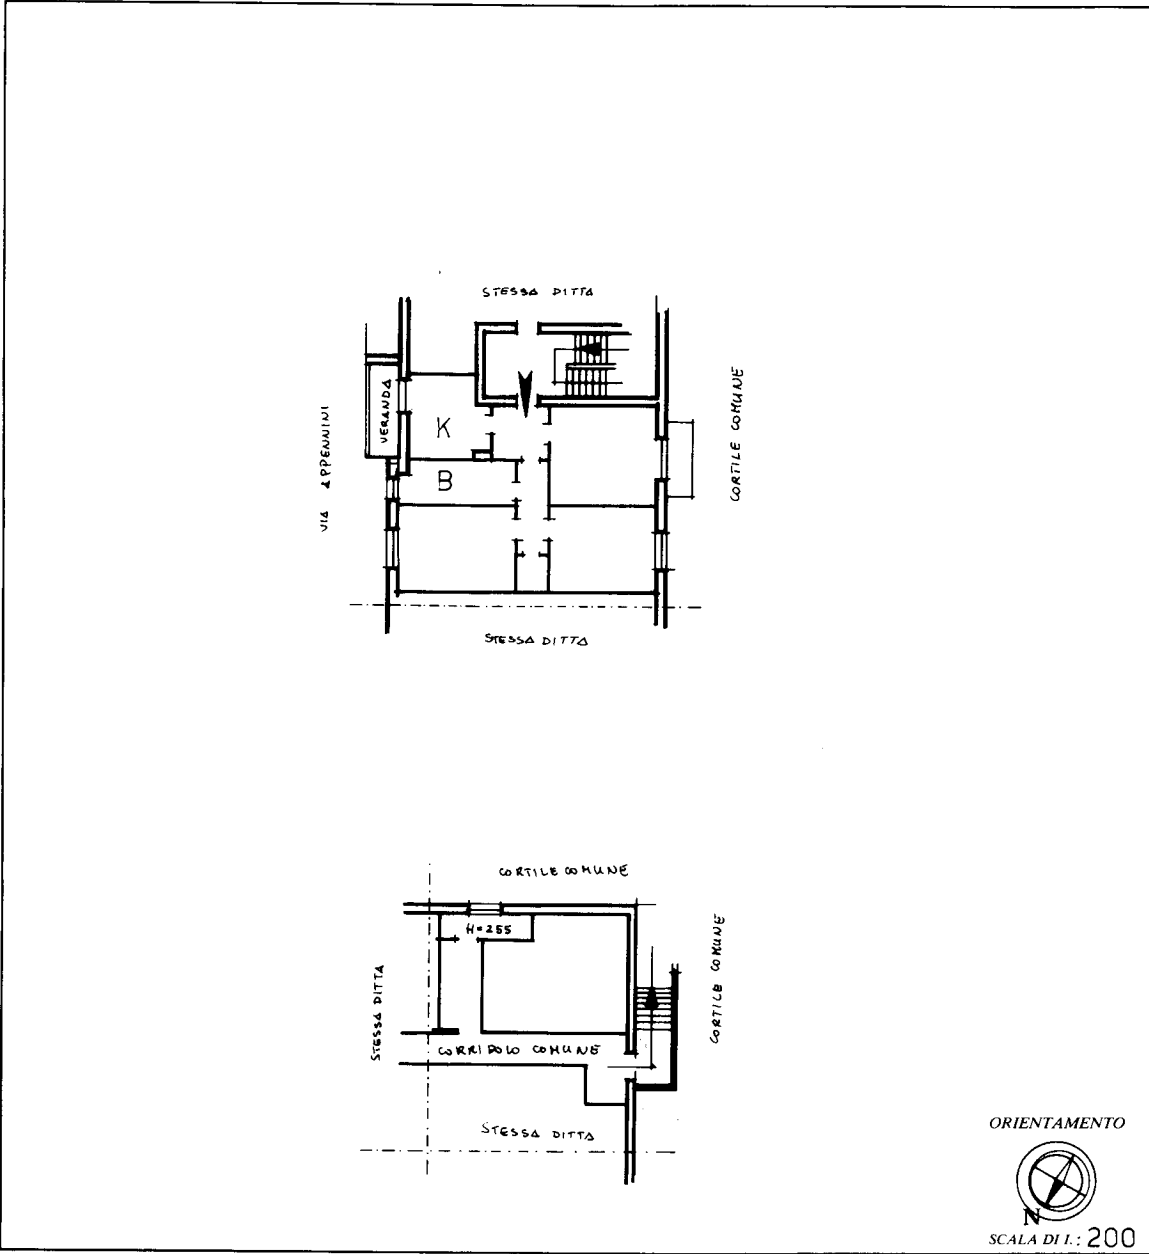 STESSA DITTA
VERANDA
K
B
VIA APPENNINI
CORTILE COMUNE
STESSA DITTA
CORTILE COMUNE
H=255
STESSA DITTA
CORTILE COMUNE
CORRIDOIO COMUNE
STESSA DITTA
ORIENTAMENTO
N
SCALA DI 1.: 200